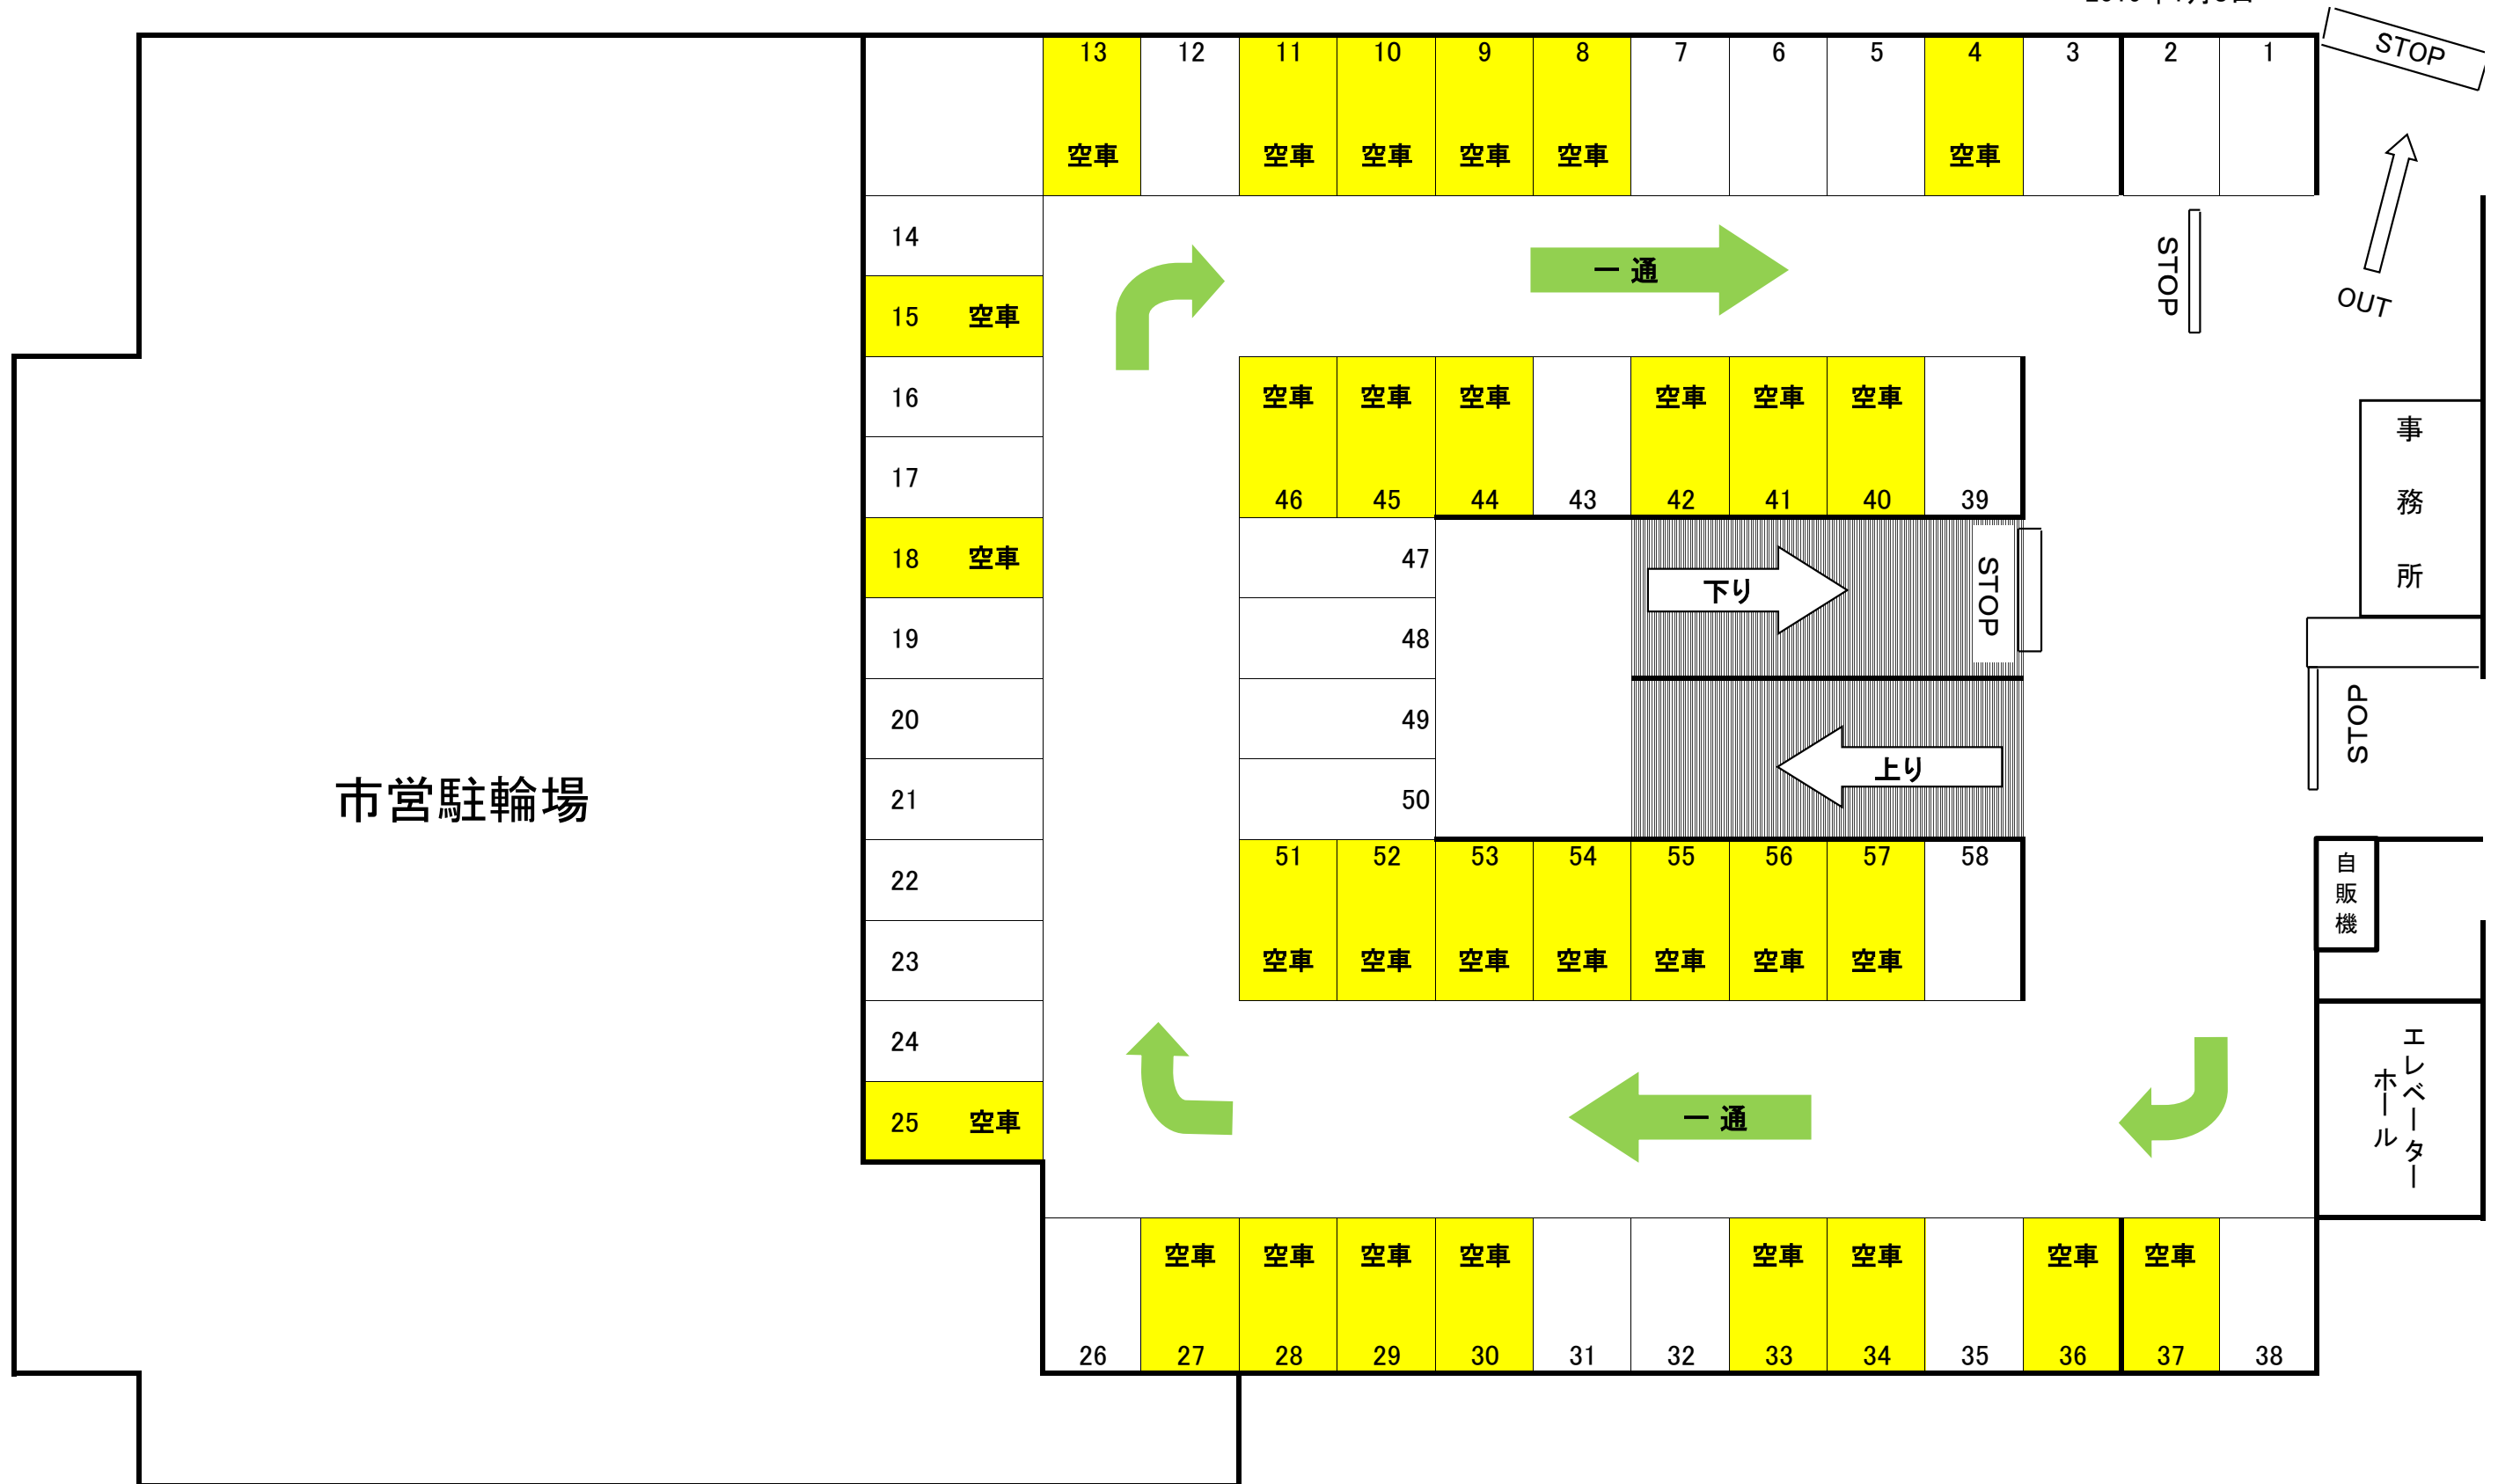 STOP
13 12 11 10 9 8 7 6 5 4 3 2 1
空車 空車 空車 空車 空車 空車
14
STOP
一 通
OUT
15 空車
16
空車 空車 空車 空車 空車 空車
事務所
17
46 45 44 43 42 41 40 39
18 空車
47
下り
STOP
19
48
20
49
STOP
上り
市営駐輪場
21
50
51 52 53 54 55 56 57 58
自販機
22
23
空車 空車 空車 空車 空車 空車 空車
24
エレベーター
ホール
25 空車
一 通
空車 空車 空車 空車 空車 空車 空車 空車
26 27 28 29 30 31 32 33 34 35 36 37 38